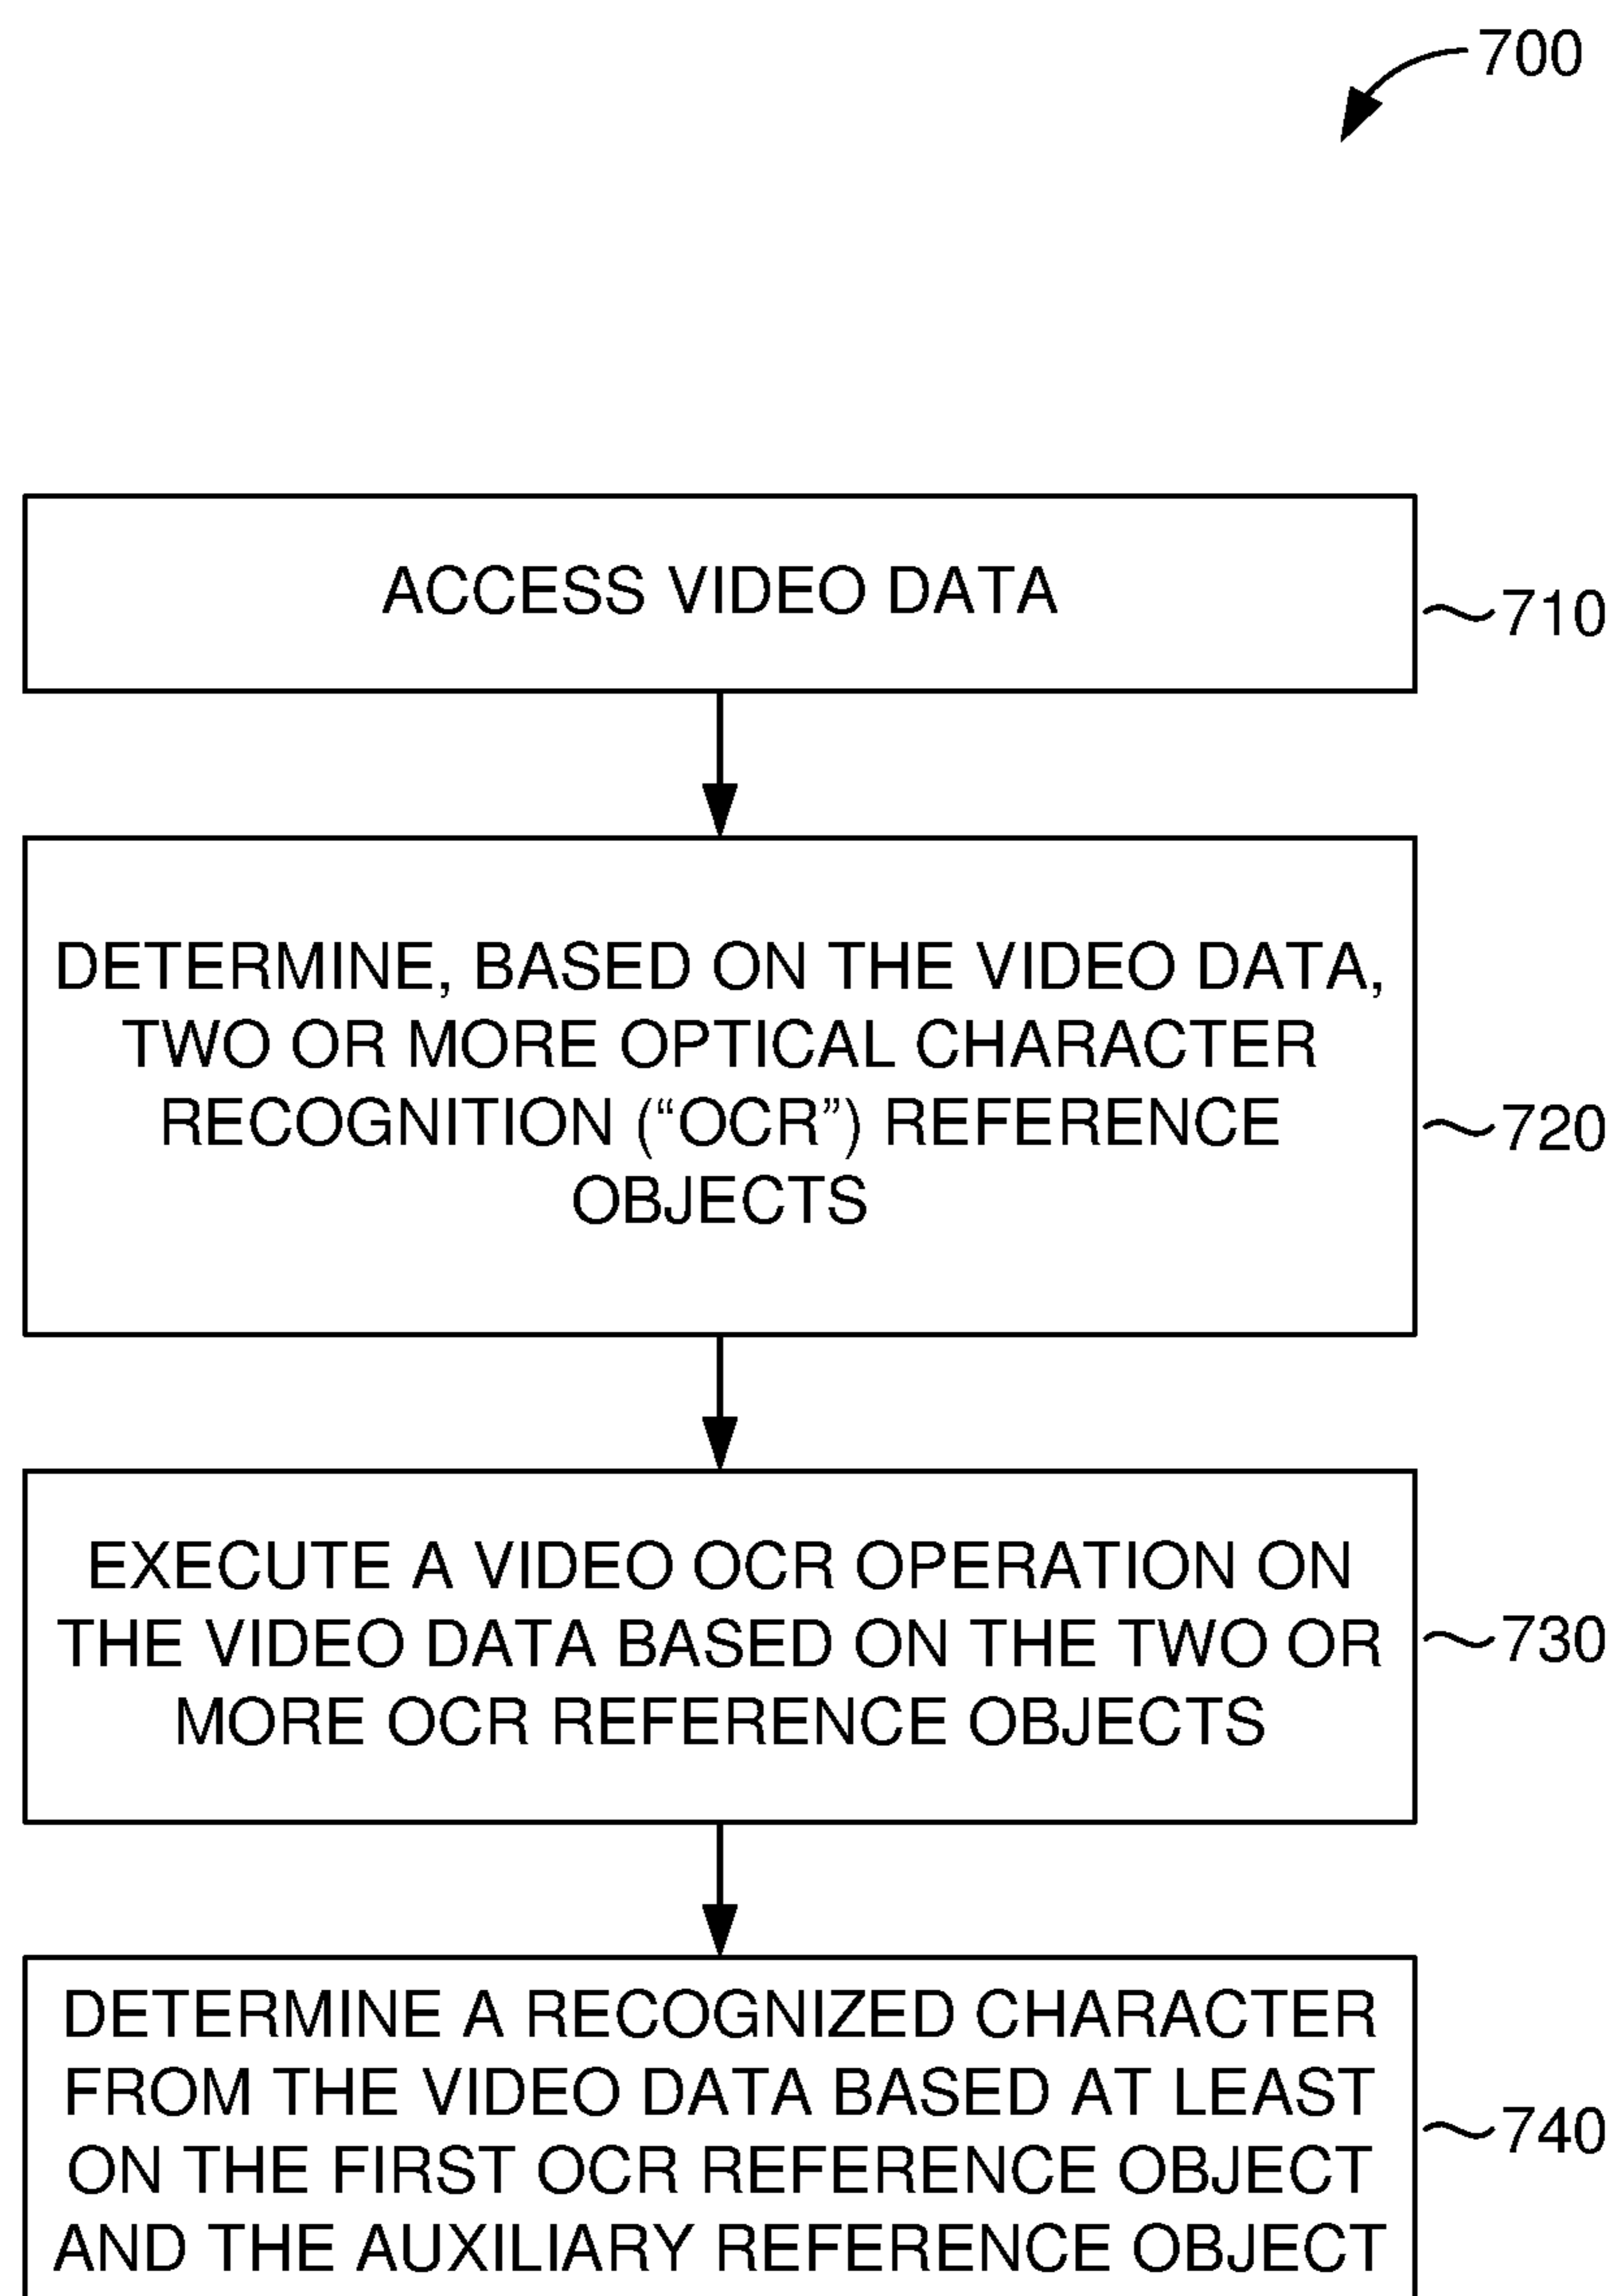 700
ACCESS VIDEO DATA
710
DETERMINE, BASED ON THE VIDEO DATA,
TWO OR MORE OPTICAL CHARACTER
RECOGNITION (“OCR”) REFERENCE
OBJECTS
720
EXECUTE A VIDEO OCR OPERATION ON
THE VIDEO DATA BASED ON THE TWO OR
MORE OCR REFERENCE OBJECTS
730
DETERMINE A RECOGNIZED CHARACTER
FROM THE VIDEO DATA BASED AT LEAST
ON THE FIRST OCR REFERENCE OBJECT
AND THE AUXILIARY REFERENCE OBJECT
740